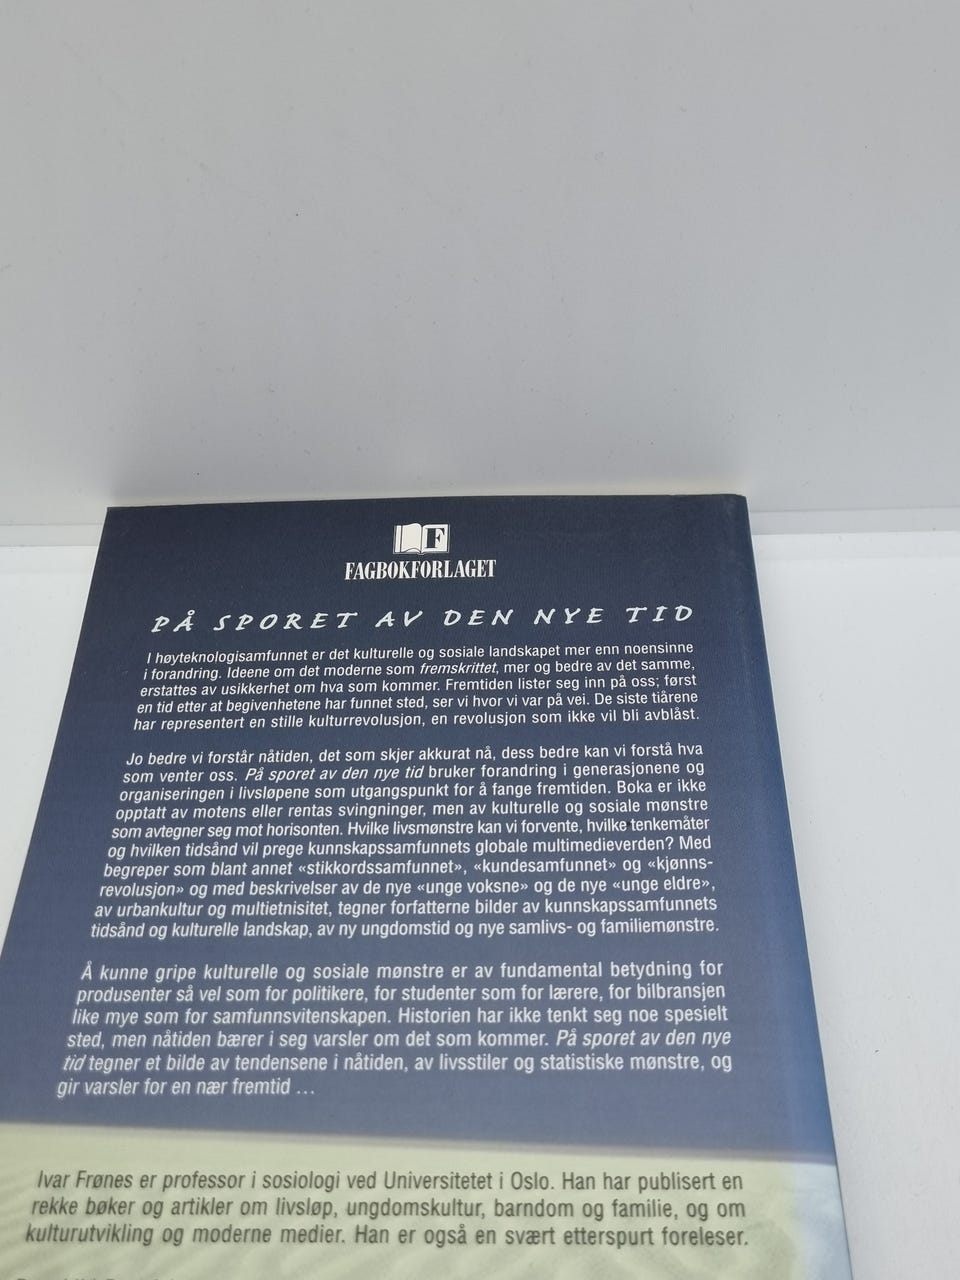 F
FAGBOKFORLAGET
PÅ SPORET AV DEN NYE TID
I høyteknologisamfunnet er det kulturelle og sosiale landskapet mer enn noensinne
i forandring. Ideene om det moderne som fremskrittet, mer og bedre av det samme,
erstattes av usikkerhet om hva som kommer. Fremtiden lister seg inn på oss; først
en tid etter at begivenhetene har funnet sted, ser vi hvor vi var på vei. De siste tiårene
har representert en stille kulturrevolusjon, en revolusjon som ikke vil bli avblåst.
Jo bedre vi forstår nåtiden, det som skjer akkurat nå, dess bedre kan vi forstå hva
som venter oss. På sporet av den nye tid bruker forandring i generasjonene og
organiseringen i livsløpene som utgangspunkt for å fange fremtiden. Boka er ikke
opptatt av motens eller rentas svingninger, men av kulturelle og sosiale mønstre
som avtegner seg mot horisonten. Hvilke livsmønstre kan vi forvente, hvilke tenkemåter
og hvilken tidsånd vil prege kunnskapssamfunnets globale multimedieverden? Med
begreper som blant annet «stikkordssamfunnet», «kundesamfunnet» og «kjønns-
revolusjon» og med beskrivelser av de nye «unge voksne» og de nye «unge eldre»,
av urbankultur og multietnisitet, tegner forfatterne bilder av kunnskapssamfunnets
tidsånd og kulturelle landskap, av ny ungdomstid og nye samlivs- og familiemønstre.
Å kunne gripe kulturelle og sosiale mønstre er av fundamental betydning for
produsenter så vel som for politikere, for studenter som for lærere, for bilbransjen
like mye som for samfunnsvitenskapen. Historien har ikke tenkt seg noe spesielt
sted, men nåtiden bærer i seg varsler om det som kommer. På sporet av den nye
tid tegner et bilde av tendensene i nåtiden, av livsstiler og statistiske mønstre, og
gir varsler for en nær fremtid ...
Ivar Frønes er professor i sosiologi ved Universitetet i Oslo. Han har publisert en
rekke bøker og artikler om livsløp, ungdomskultur, barndom og familie, og om
kulturutvikling og moderne medier. Han er også en svært etterspurt foreleser.